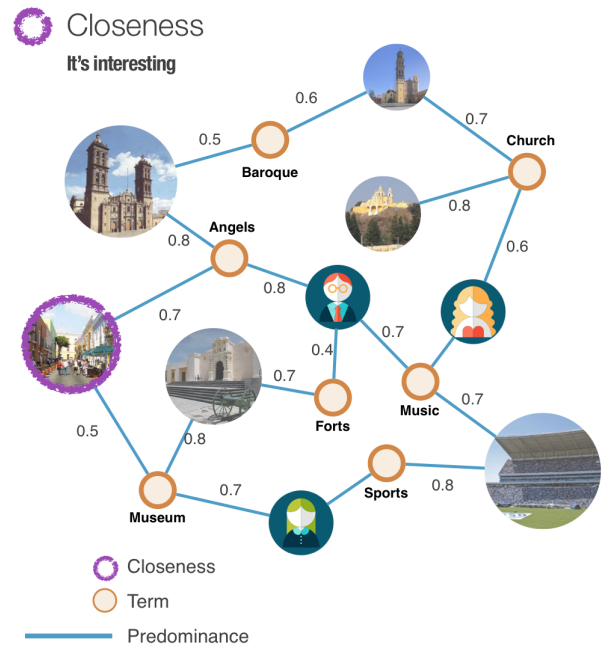 Closeness
It's interesting
0.6
0.7
Church
0.5
Baroque
0.8
Angels
0.8
0.6
0.8
0.7
0.7
0.4
0.7
Music
0.7
Forts
0.5
0.8
Sports
0.8
0.7
Museum
Closeness
Term
Predominance